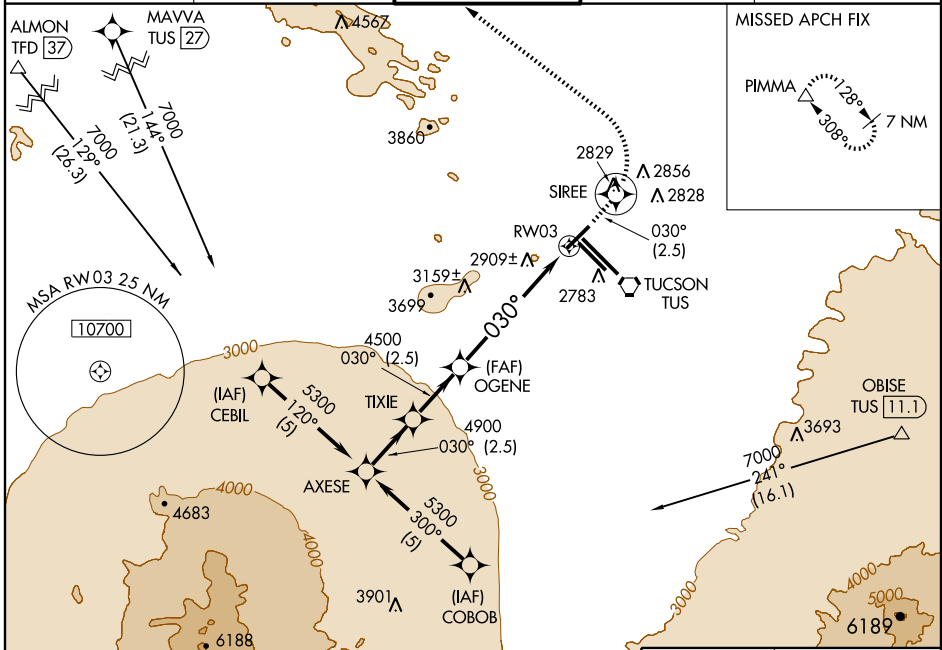 ALMON
TFD 37
MAVVA
TUS 27
7000
129°
(26.3)
7000
144°
(21.3)
4567
3860
MISSED APCH FIX
PIMMA
128°
308°
7 NM
2829
2856
2828
SIREE
RW03
030°
(2.5)
2909±
3159±
3699
2783
TUCSON
TUS
MSA RW 03 25 NM
10700
3000
4500
030° (2.5)
030°
(FAF)
OGENE
(IAF)
CEBIL
5300
120°
(5)
TIXIE
4900
030° (2.5)
AXESE
3000
OBISE
TUS 11.1
3693
7000
241°
(16.1)
4000
4683
4000
5300
300°
(5)
(IAF)
COBOB
3901
6188
3000
4000
5000
6189